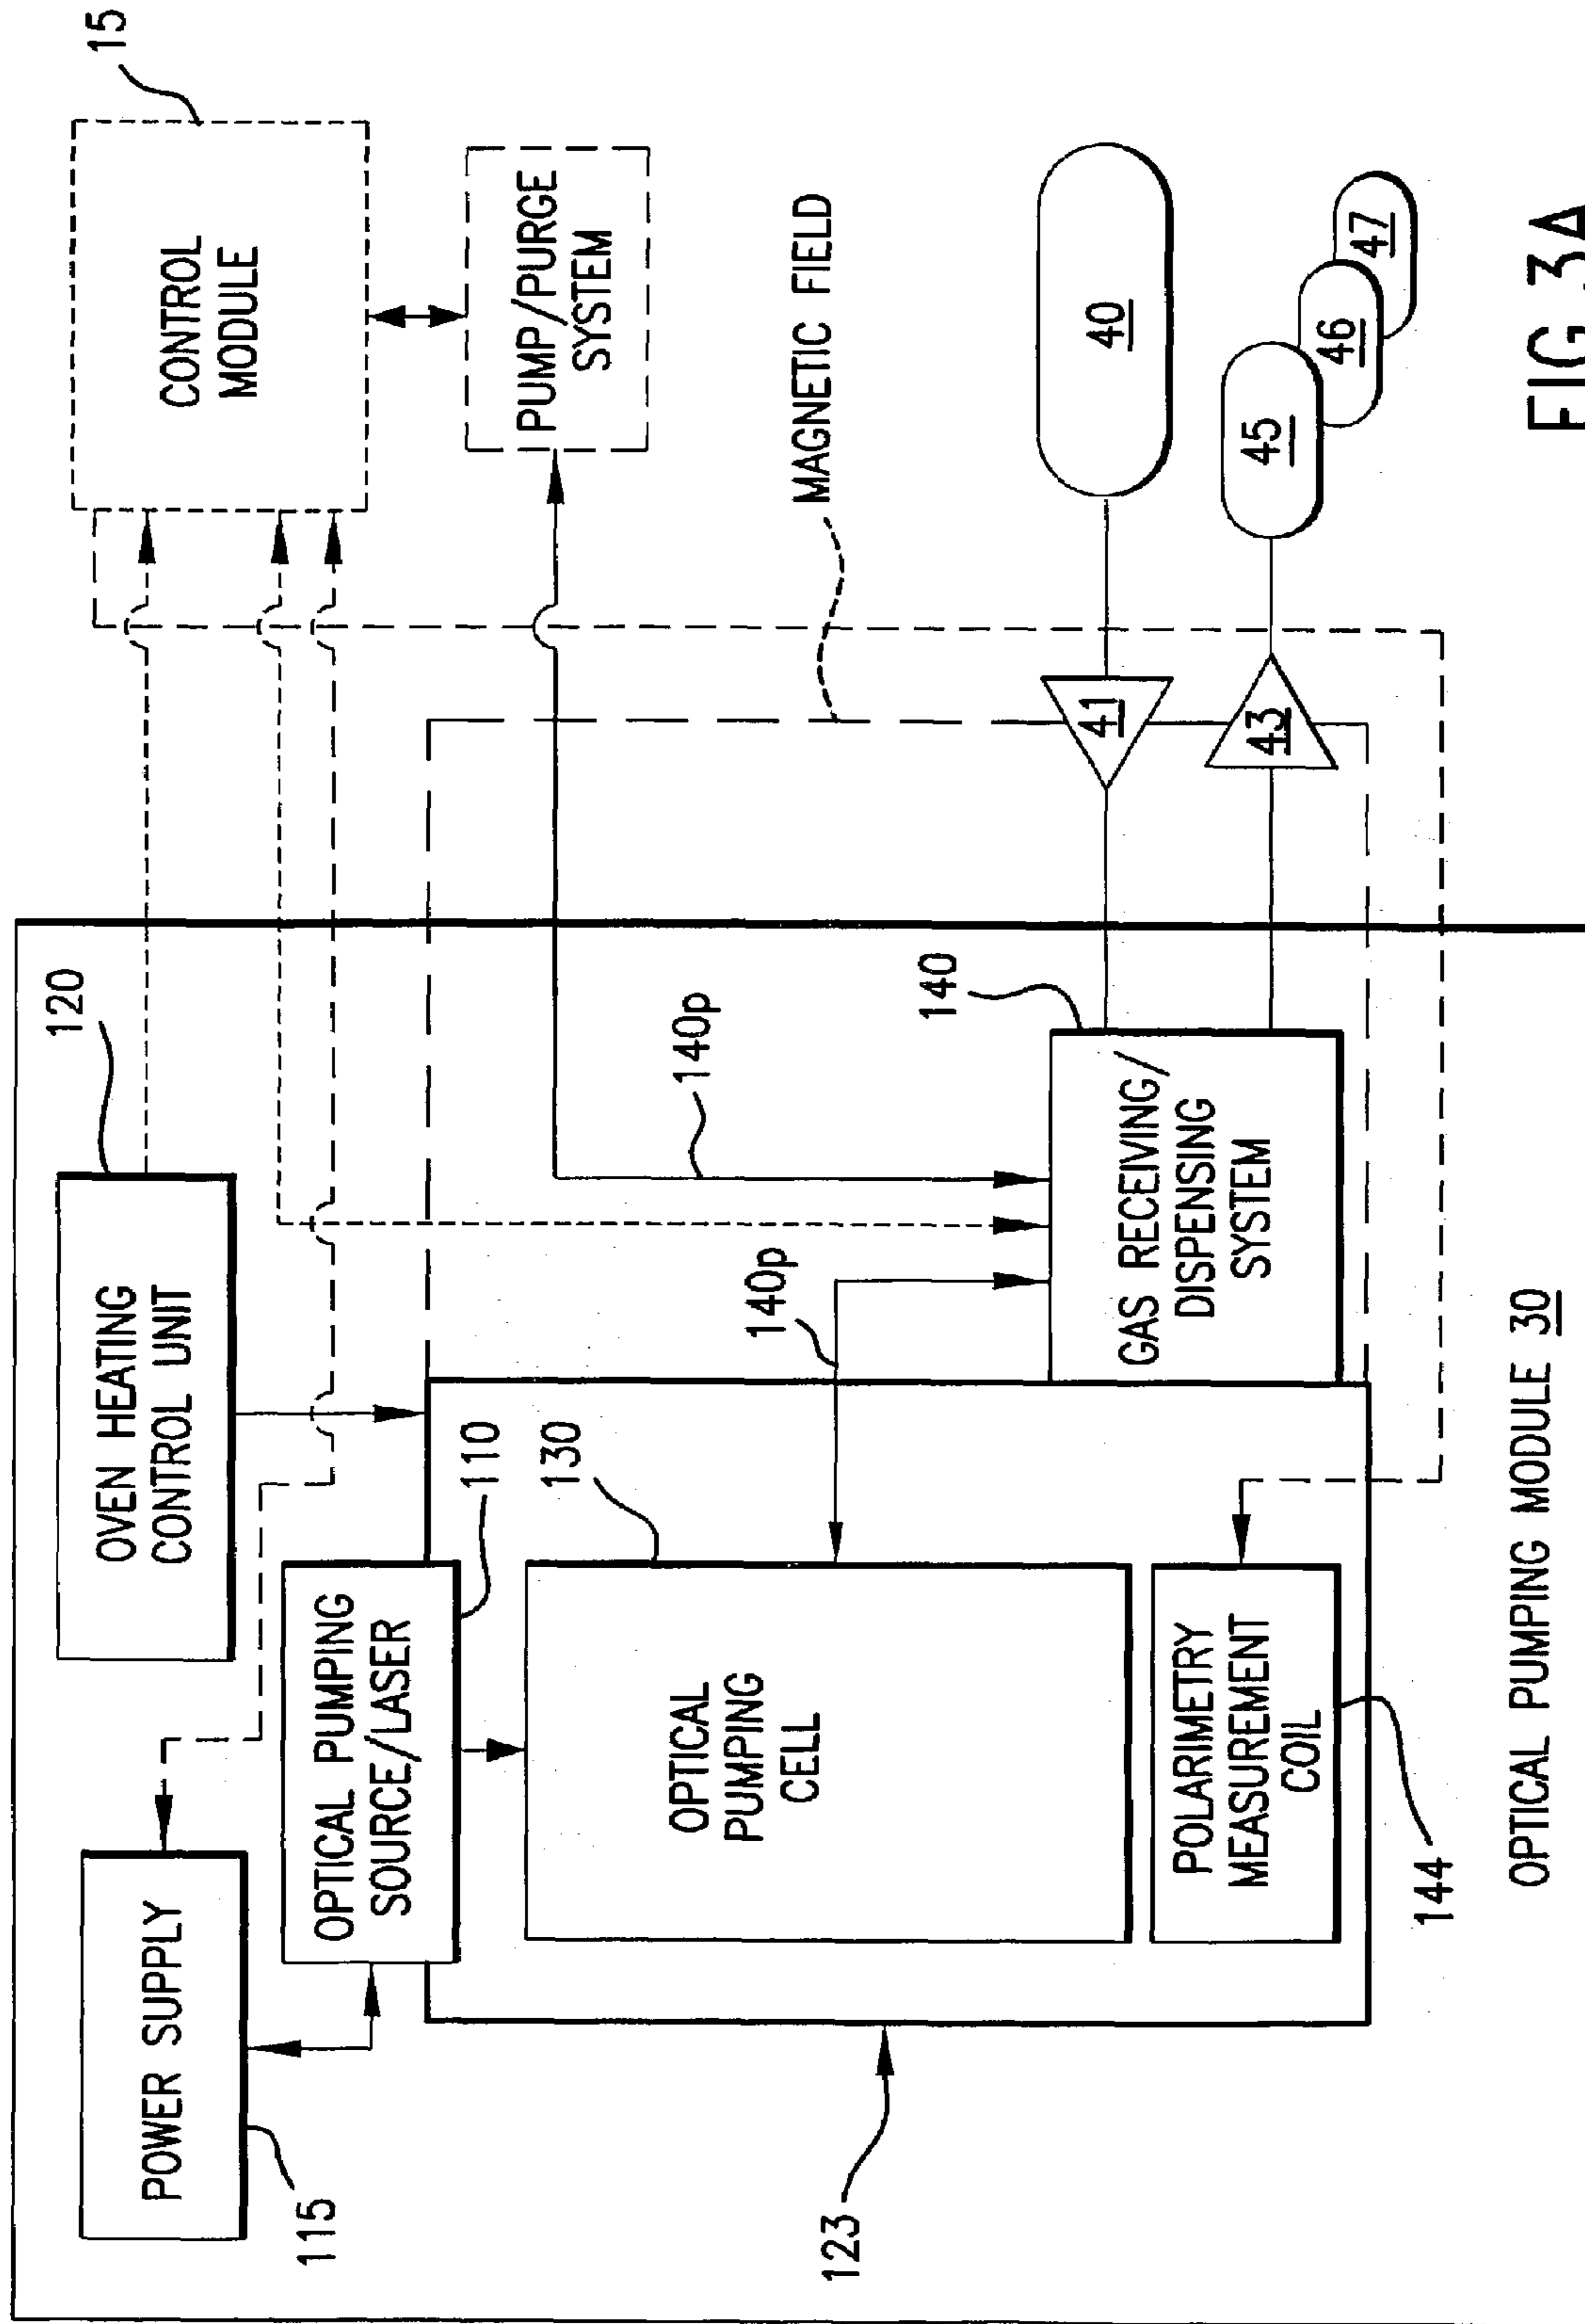 15
CONTROL
MODULE
PUMP/PURGE
SYSTEM
MAGNETIC FIELD
40
41
43
45
46
47
120
OVEN HEATING
CONTROL UNIT
140p
140
GAS RECEIVING/
DISPENSING
SYSTEM
140p
POWER SUPPLY
115
OPTICAL PUMPING
SOURCE/LASER
110
130
OPTICAL
PUMPING
CELL
POLARIMETRY
MEASUREMENT
COIL
144
123
OPTICAL PUMPING MODULE 30
FIG.3A